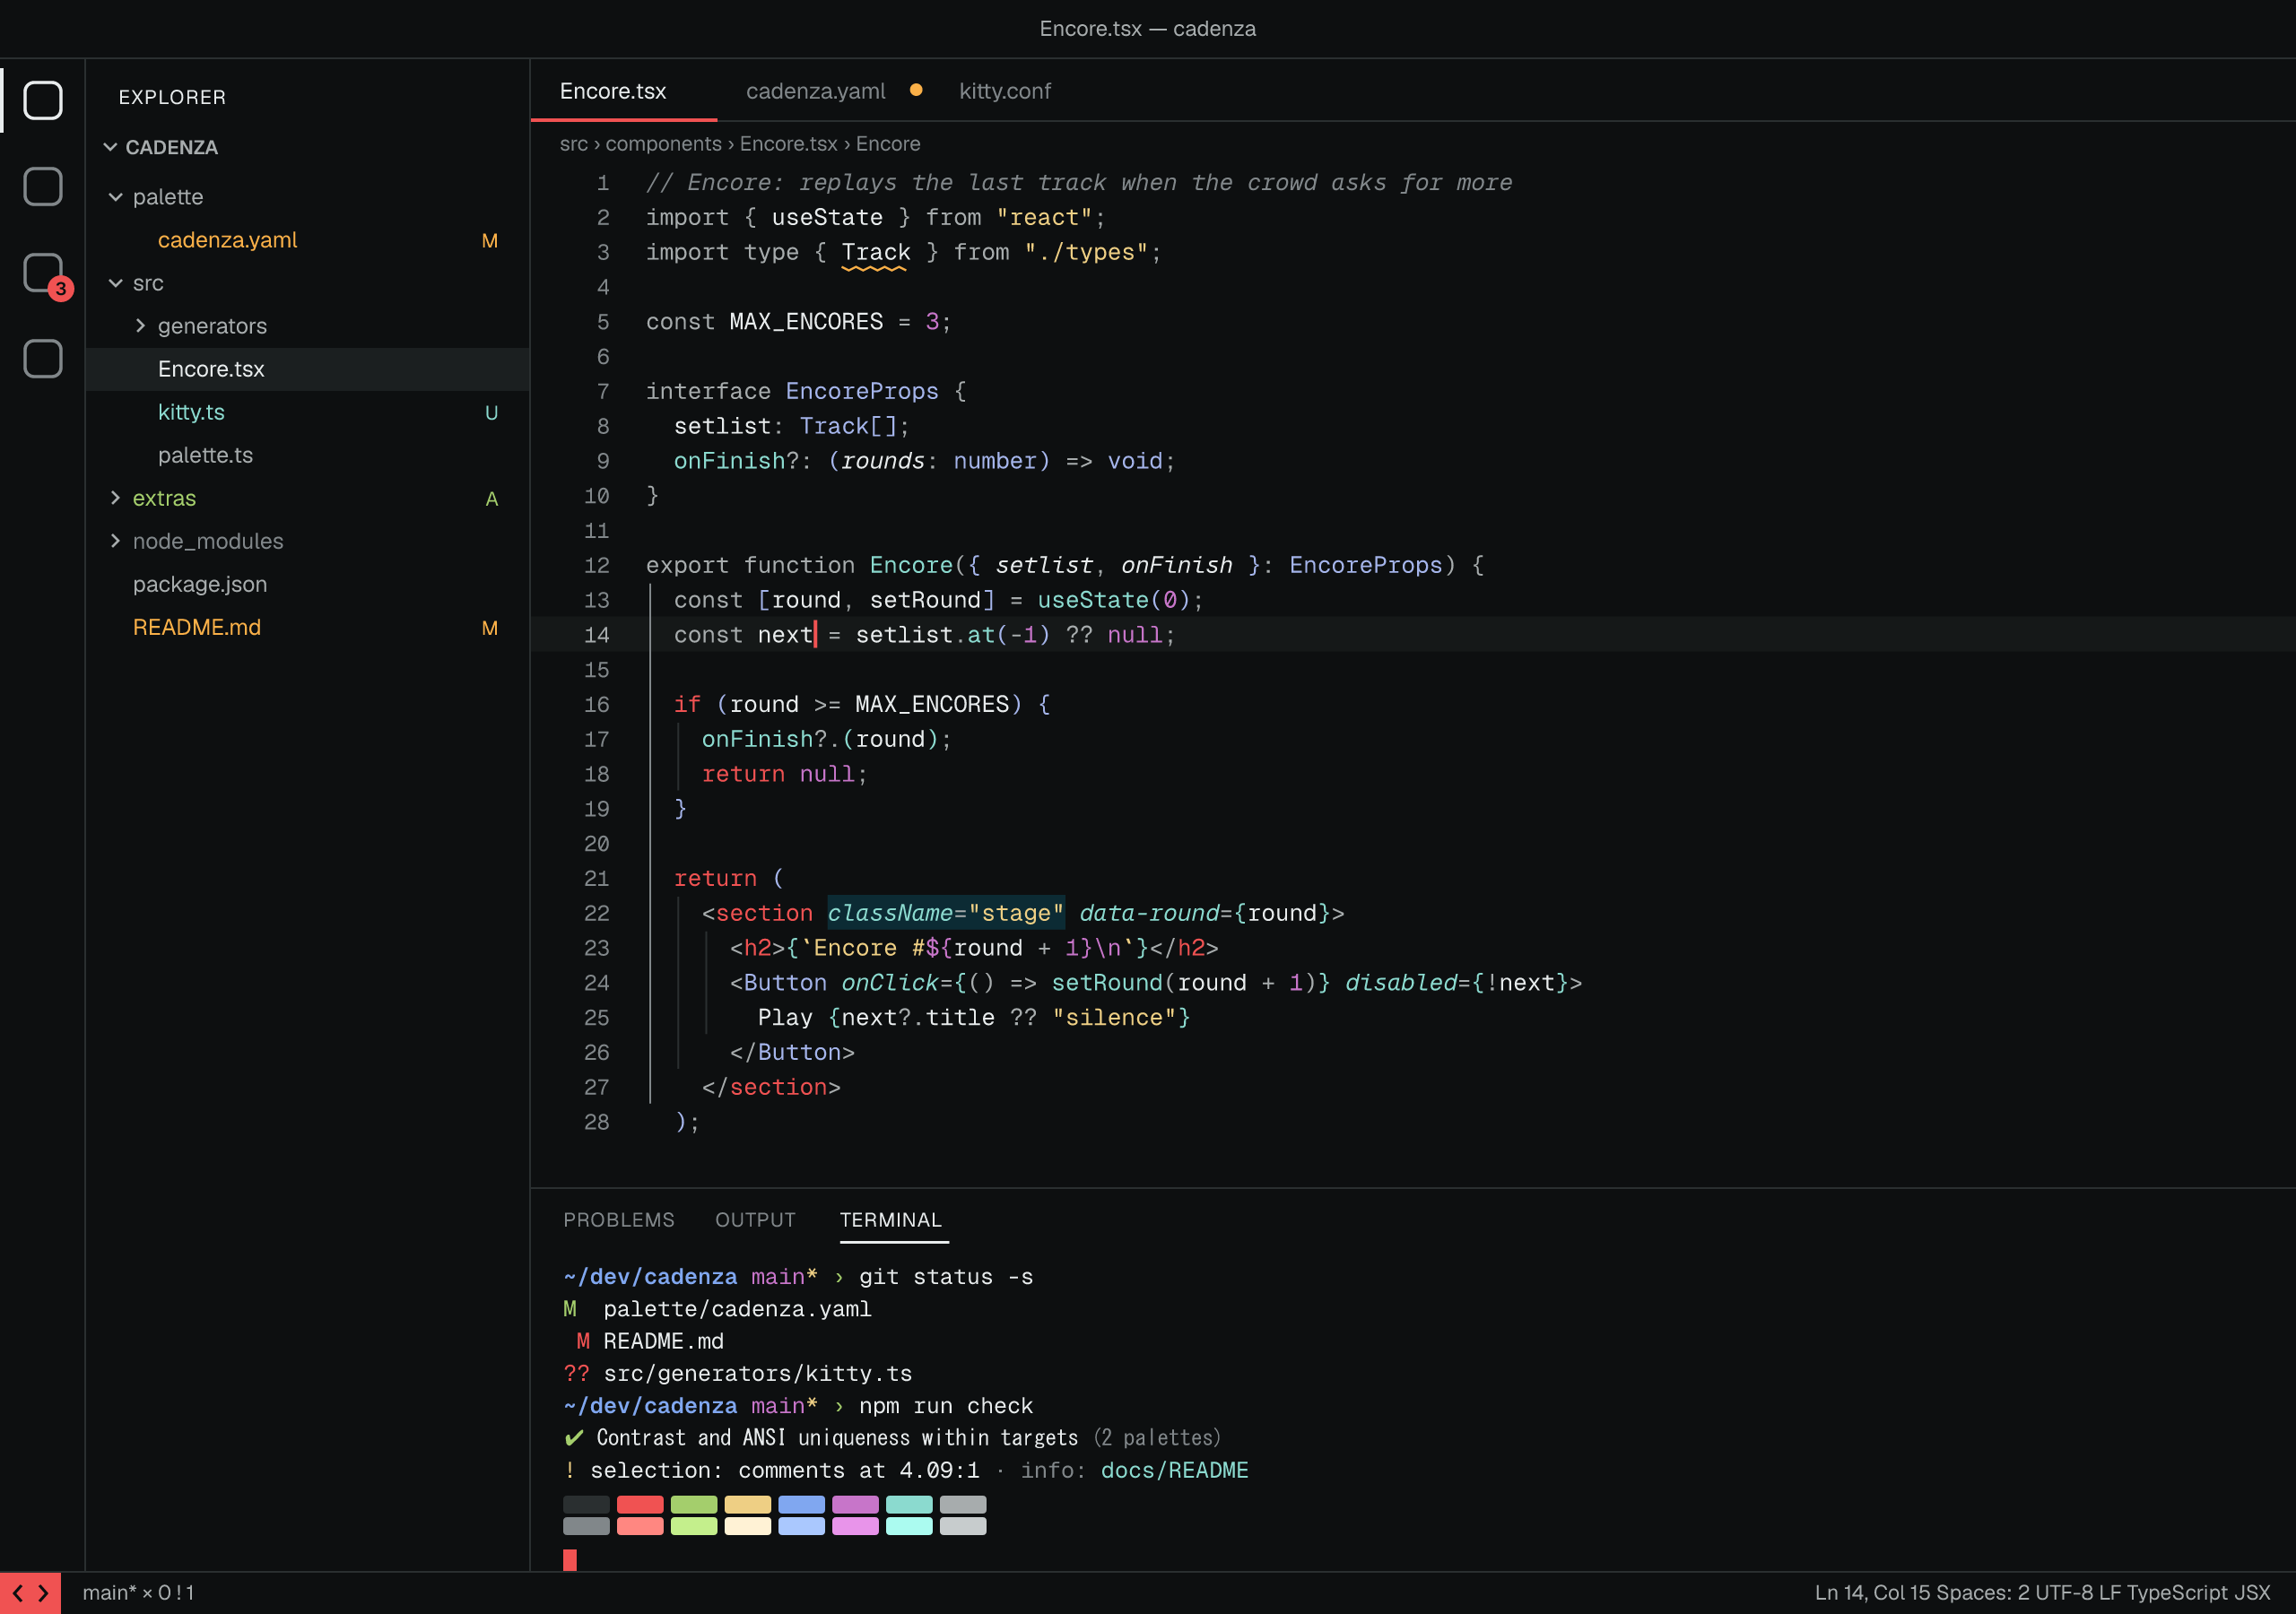 Encore.tsx — cadenza
3
EXPLORER
CADENZA
palette
cadenza.yaml M
src
generators
Encore.tsx
kitty.ts U
palette.ts
extras A
node_modules
package.json
README.md M
Encore.tsx cadenza.yaml kitty.conf
src › components › Encore.tsx › Encore
1 // Encore: replays the last track when the crowd asks for more
2 import { useState } from "react";
3 import type { Track } from "./types";
4
5 const MAX_ENCORES = 3;
6
7 interface EncoreProps {
8   setlist: Track[];
9   onFinish?: (rounds: number) => void;
10 }
11
12 export function Encore({ setlist, onFinish }: EncoreProps) {
13   const [round, setRound] = useState(0);
14   const next = setlist.at(-1) ?? null;
15
16   if (round >= MAX_ENCORES) {
17     onFinish?.(round);
18     return null;
19   }
20
21   return (
22     <section className="stage" data-round={round}>
23       <h2>{`Encore #${round + 1}\n`}</h2>
24       <Button onClick={() => setRound(round + 1)} disabled={!next}>
25         Play {next?.title ?? "silence"}
26       </Button>
27     </section>
28   );
PROBLEMS OUTPUT TERMINAL
~/dev/cadenza main* › git status -s
M  palette/cadenza.yaml
 M README.md
?? src/generators/kitty.ts
~/dev/cadenza main* › npm run check
✔ Contrast and ANSI uniqueness within targets (2 palettes)
! selection: comments at 4.09:1 · info: docs/README
main* × 0 ! 1
Ln 14, Col 15 Spaces: 2 UTF-8 LF TypeScript JSX